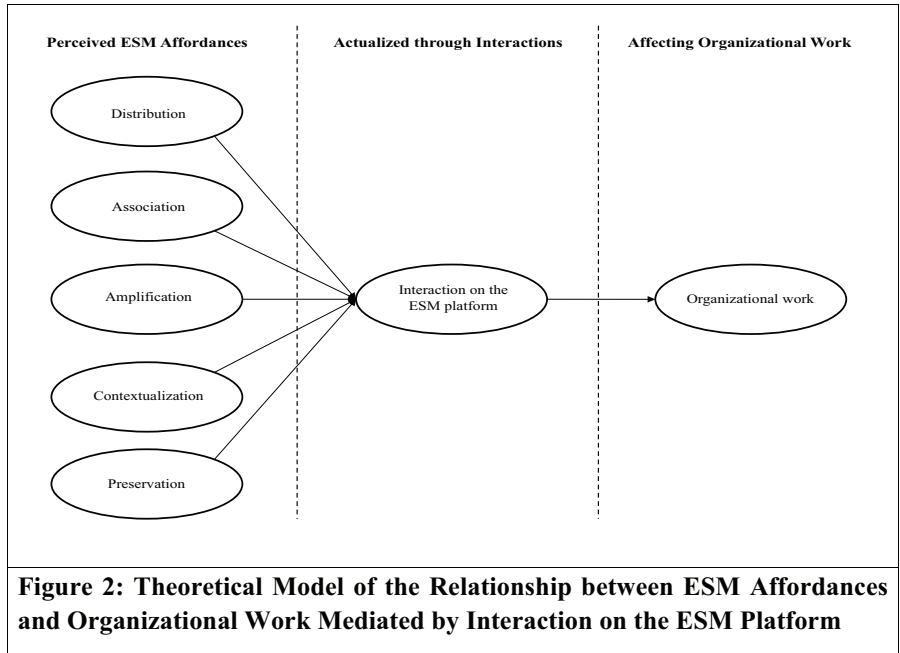 Perceived ESM Affordances
Actualized through Interactions
Affecting Organizational Work
Distribution
Association
Amplification
Contextualization
Preservation
Interaction on the
ESM platform
Organizational work
Figure 2: Theoretical Model of the Relationship between ESM Affordances
and Organizational Work Mediated by Interaction on the ESM Platform